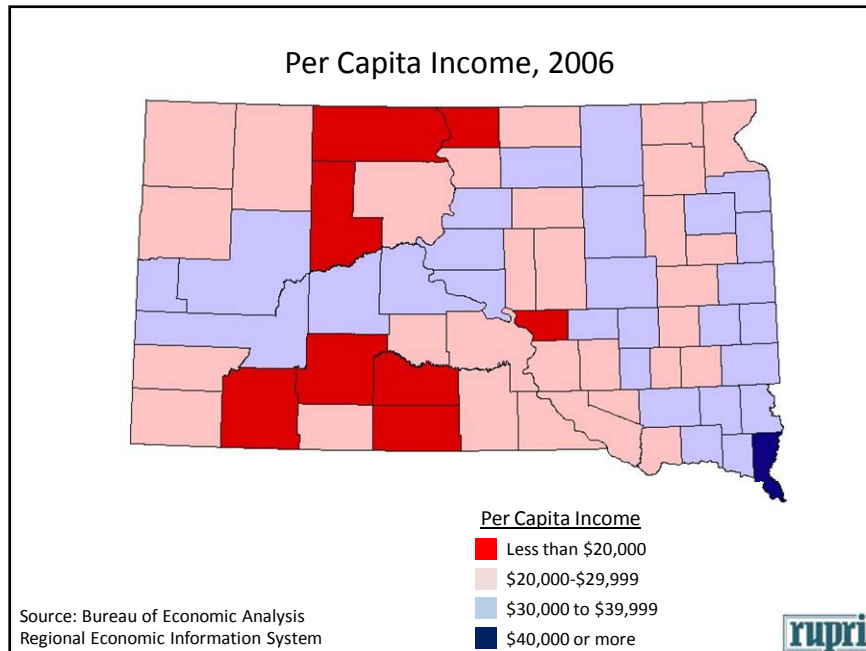 Per Capita Income, 2006
Per Capita Income
Less than $20,000
$20,000-$29,999
$30,000 to $39,999
$40,000 or more
Source: Bureau of Economic Analysis
Regional Economic Information System
rupri